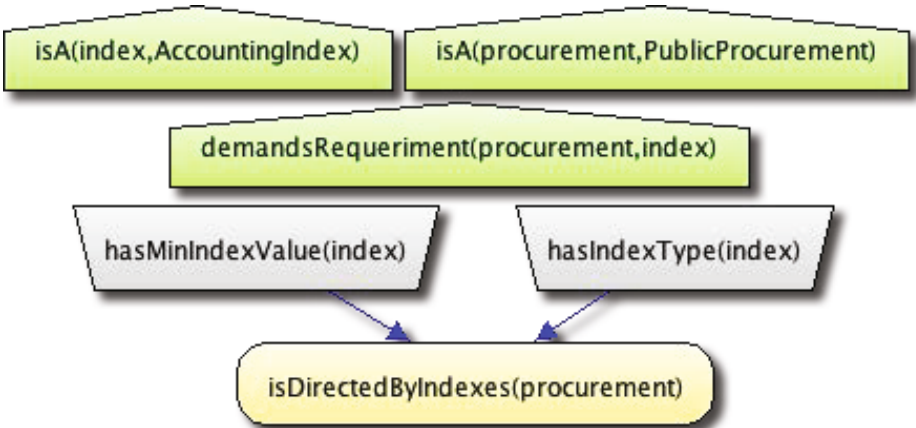 isA(index,AccountingIndex)
isA(procurement,PublicProcurement)
demandsRequeriment(procurement,index)
hasMinIndexValue(index)
hasIndexType(index)
isDirectedByIndexes(procurement)